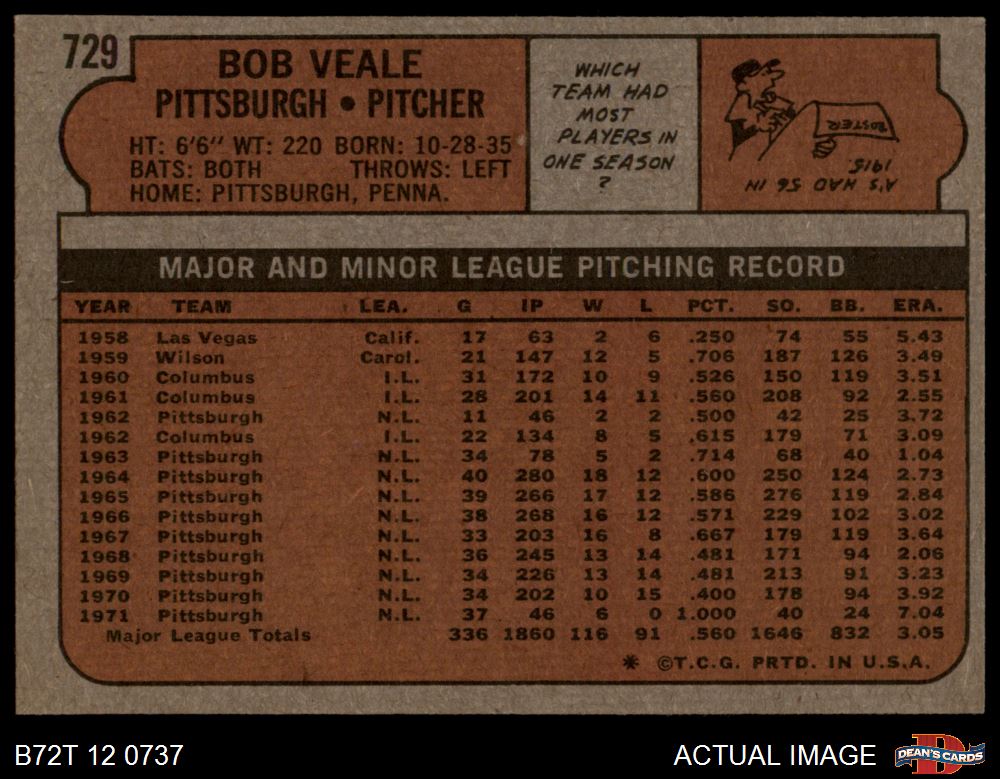 729
BOB VEALE
PITTSBURGH • PITCHER
HT: 6'6" WT: 220 BORN: 10-28-35
BATS: BOTH THROWS: LEFT
HOME: PITTSBURGH, PENNA.
WHICH
TEAM HAD
MOST
PLAYERS IN
ONE SEASON
?
ROSTER
A'S HAD 56 IN
1915.
MAJOR AND MINOR LEAGUE PITCHING RECORD
YEAR TEAM LEA. G IP W L PCT. SO. BB. ERA.
1958 Las Vegas Calif. 17 63 2 6 .250 74 55 5.43
1959 Wilson Carol. 21 147 12 5 .706 187 126 3.49
1960 Columbus I.L. 31 172 10 9 .526 150 119 3.51
1961 Columbus I.L. 28 201 14 11 .560 208 92 2.55
1962 Pittsburgh N.L. 11 46 2 2 .500 42 25 3.72
1962 Columbus I.L. 22 134 8 5 .615 179 71 3.09
1963 Pittsburgh N.L. 34 78 5 2 .714 68 40 1.04
1964 Pittsburgh N.L. 40 280 18 12 .600 250 124 2.73
1965 Pittsburgh N.L. 39 266 17 12 .586 276 119 2.84
1966 Pittsburgh N.L. 38 268 16 12 .571 229 102 3.02
1967 Pittsburgh N.L. 33 203 16 8 .667 179 119 3.64
1968 Pittsburgh N.L. 36 245 13 14 .481 171 94 2.06
1969 Pittsburgh N.L. 34 226 13 14 .481 213 91 3.23
1970 Pittsburgh N.L. 34 202 10 15 .400 178 94 3.92
1971 Pittsburgh N.L. 37 46 6 0 1.000 40 24 7.04
Major League Totals 336 1860 116 91 .560 1646 832 3.05
* ©T.C.G. PRTD. IN U.S.A.
B72T 12 0737
ACTUAL IMAGE
D
DEAN'S CARDS